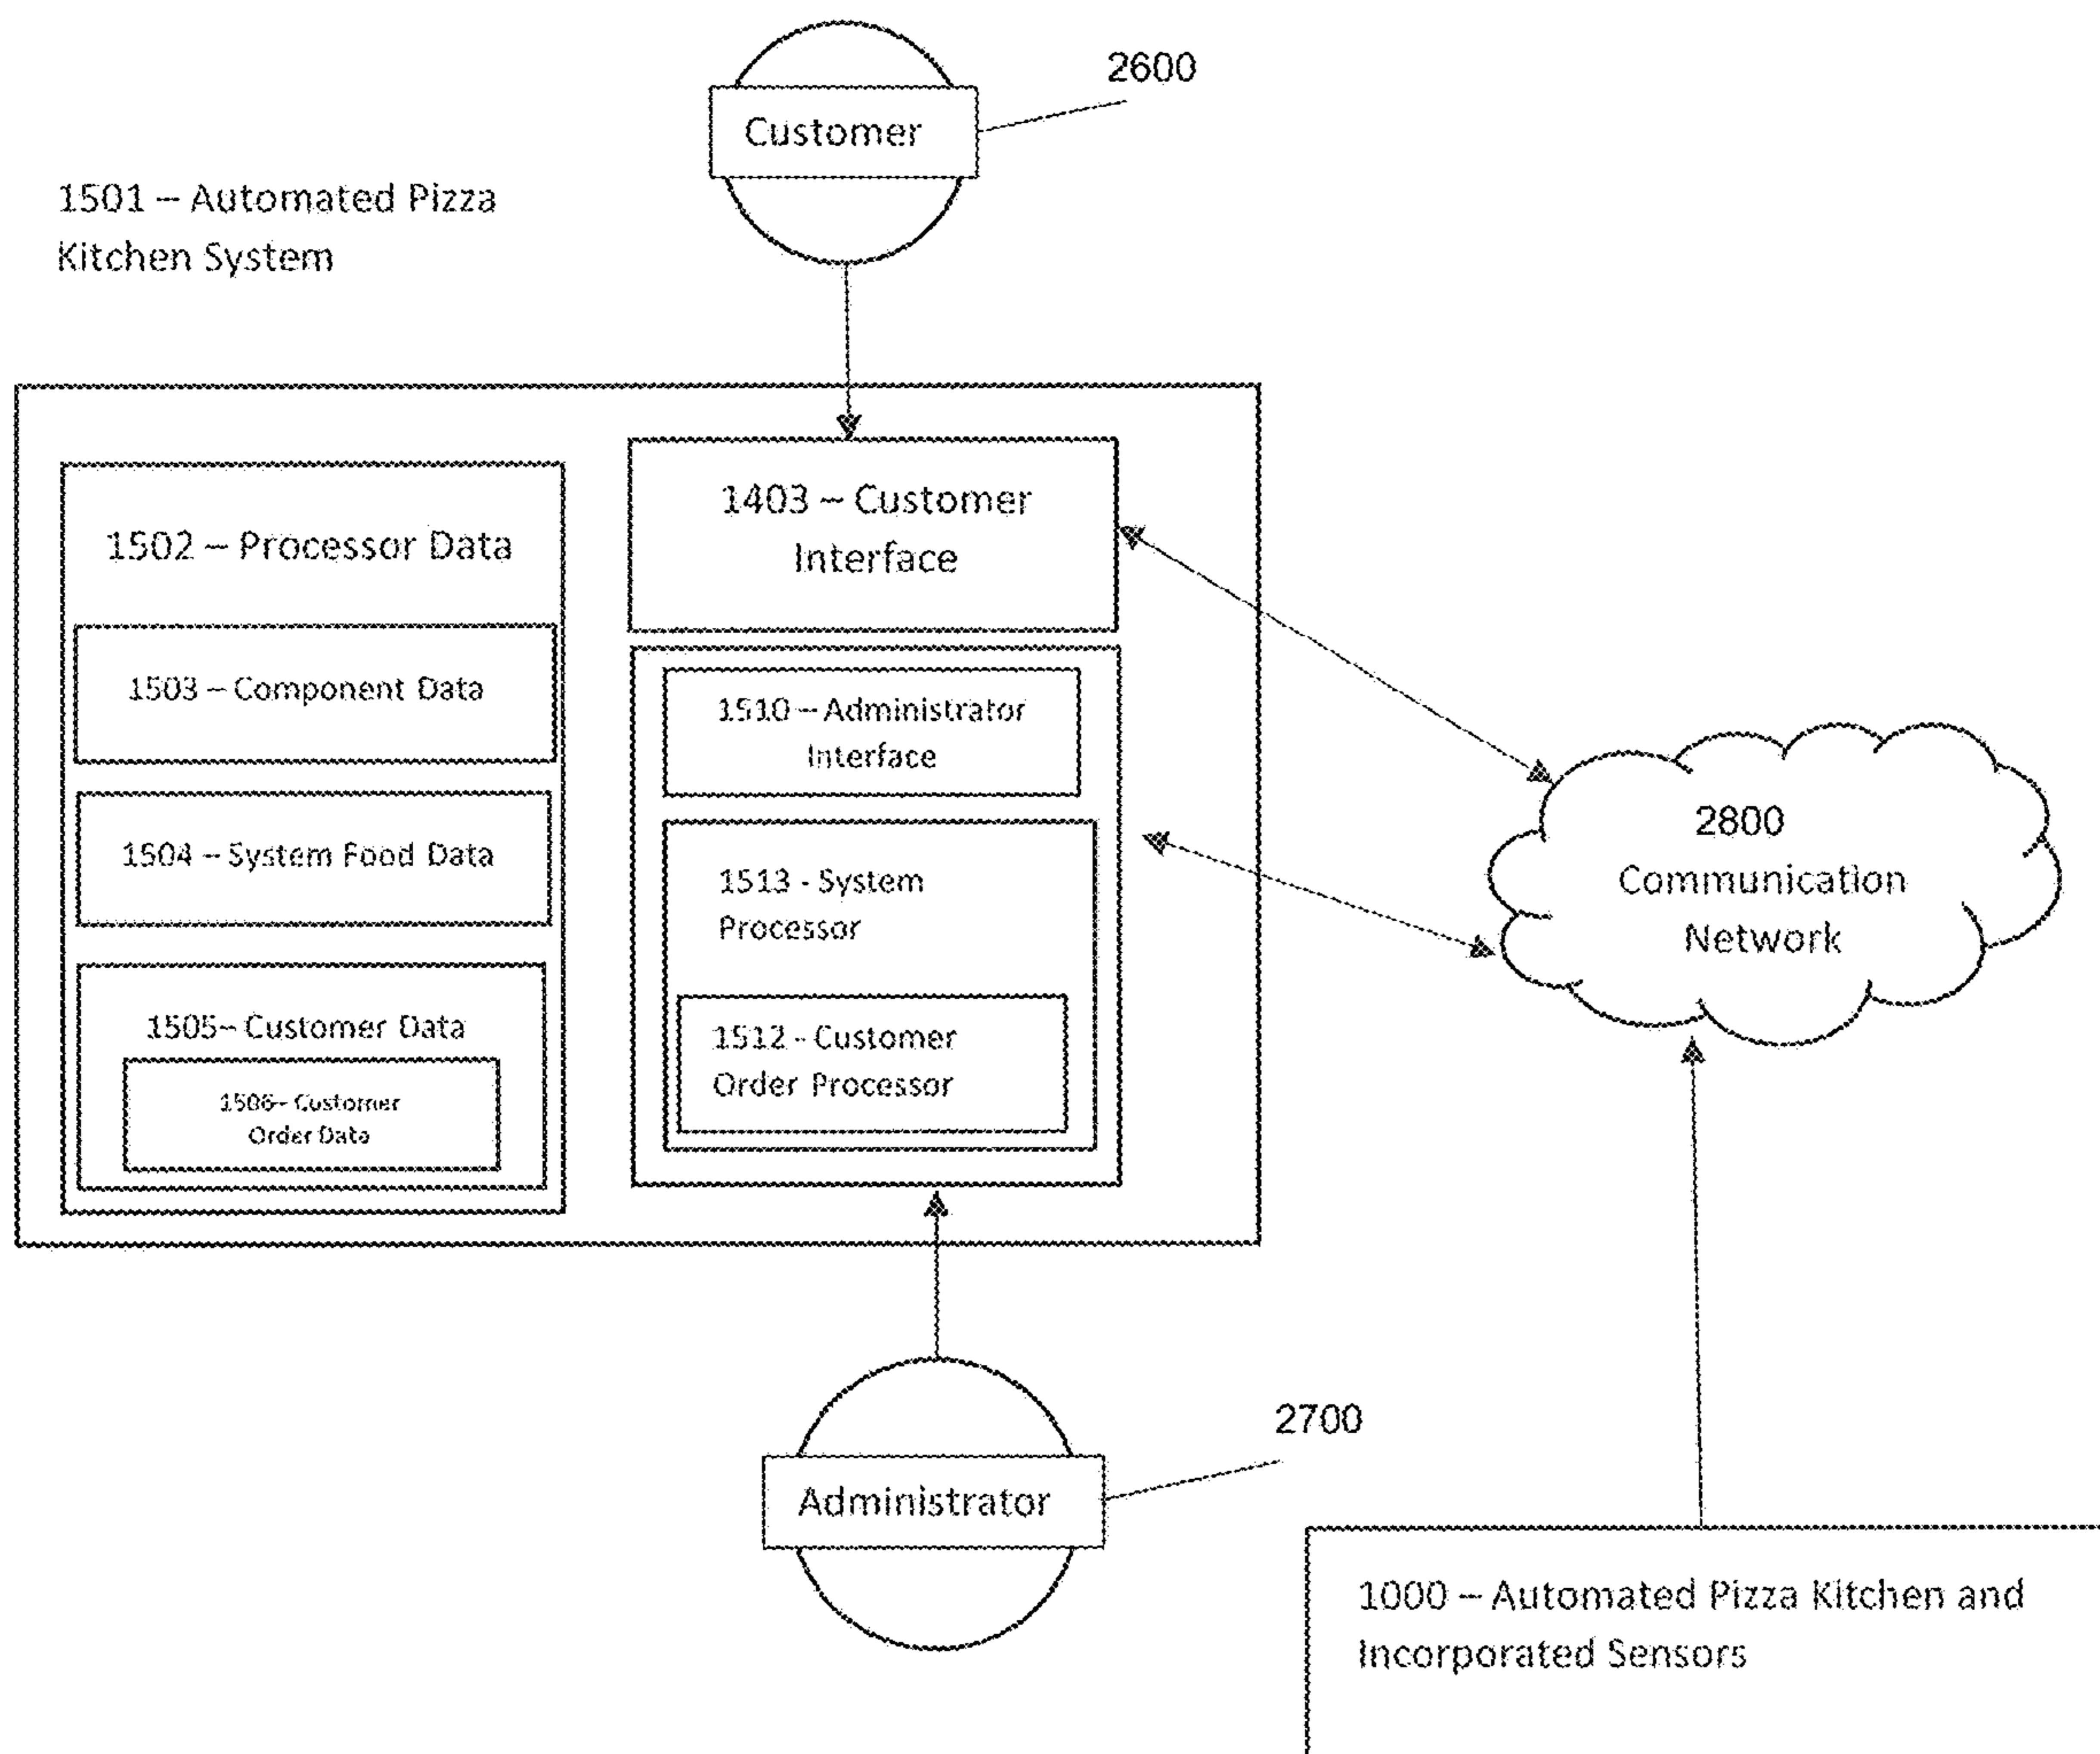 2600
Customer
1501 – Automated Pizza
Kitchen System
1502 – Processor Data
1503 – Component Data
1504 – System Food Data
1505– Customer Data
1506– Customer
Order Data
1403 – Customer
Interface
1510 – Administrator
Interface
1513 - System
Processor
1512 - Customer
Order Processor
2800
Communication
Network
2700
Administrator
1000 – Automated Pizza Kitchen and
Incorporated Sensors